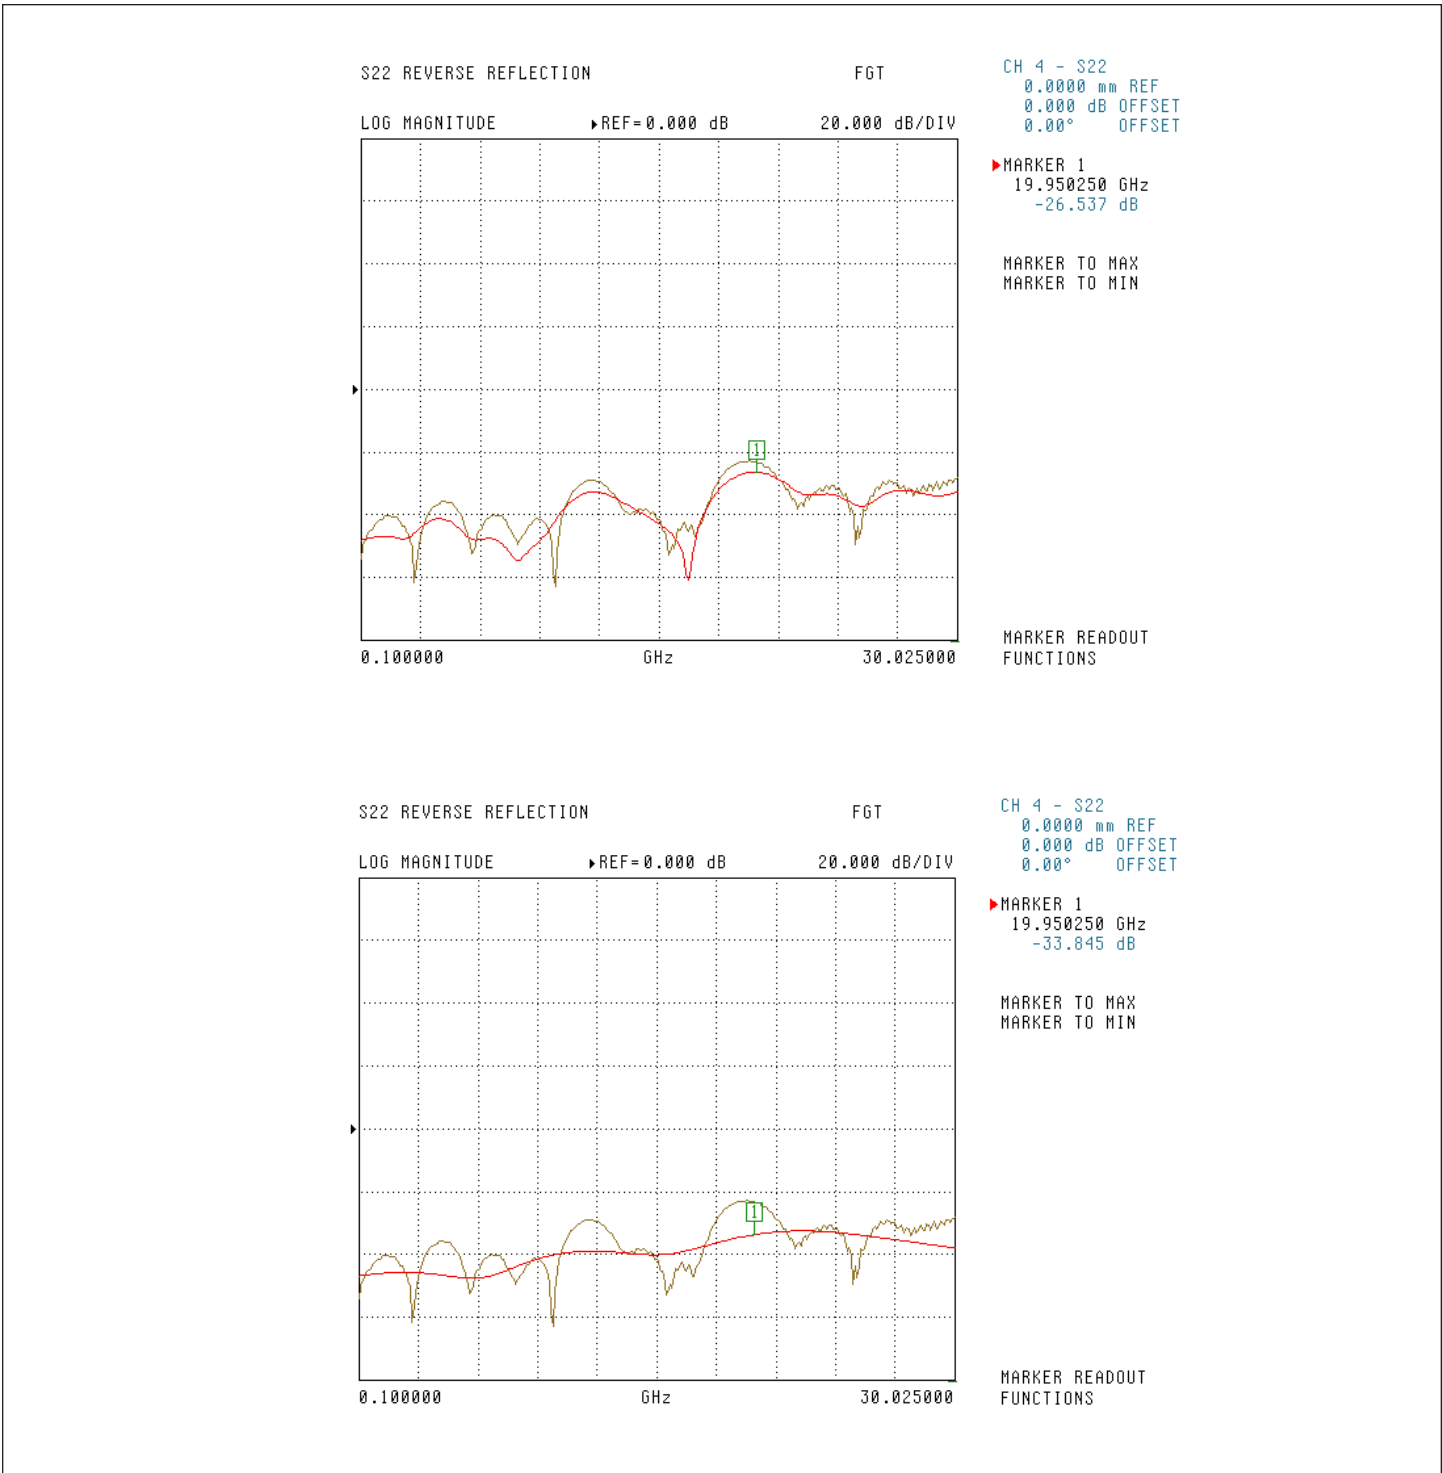 S22 REVERSE REFLECTION FGT
LOG MAGNITUDE ▶REF=0.000 dB 20.000 dB/DIV
1
0.100000 GHz 30.025000
CH 4 - S22
0.0000 mm REF
0.000 dB OFFSET
0.00° OFFSET
▶MARKER 1
19.950250 GHz
-26.537 dB
MARKER TO MAX
MARKER TO MIN
MARKER READOUT
FUNCTIONS
S22 REVERSE REFLECTION FGT
LOG MAGNITUDE ▶REF=0.000 dB 20.000 dB/DIV
1
0.100000 GHz 30.025000
CH 4 - S22
0.0000 mm REF
0.000 dB OFFSET
0.00° OFFSET
▶MARKER 1
19.950250 GHz
-33.845 dB
MARKER TO MAX
MARKER TO MIN
MARKER READOUT
FUNCTIONS